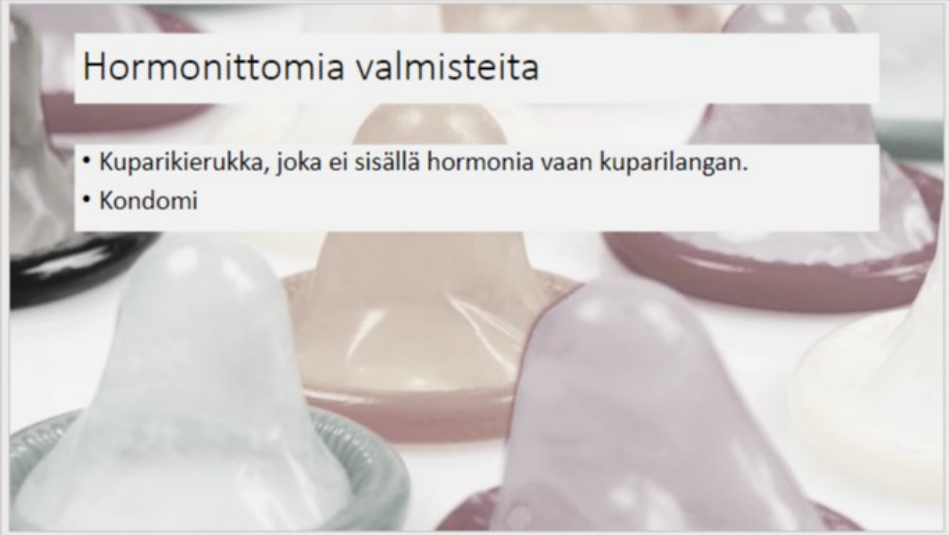 Hormonittomia valmisteita
• Kuparikierukka, joka ei sisällä hormonia vaan kuparilangan.
• Kondomi